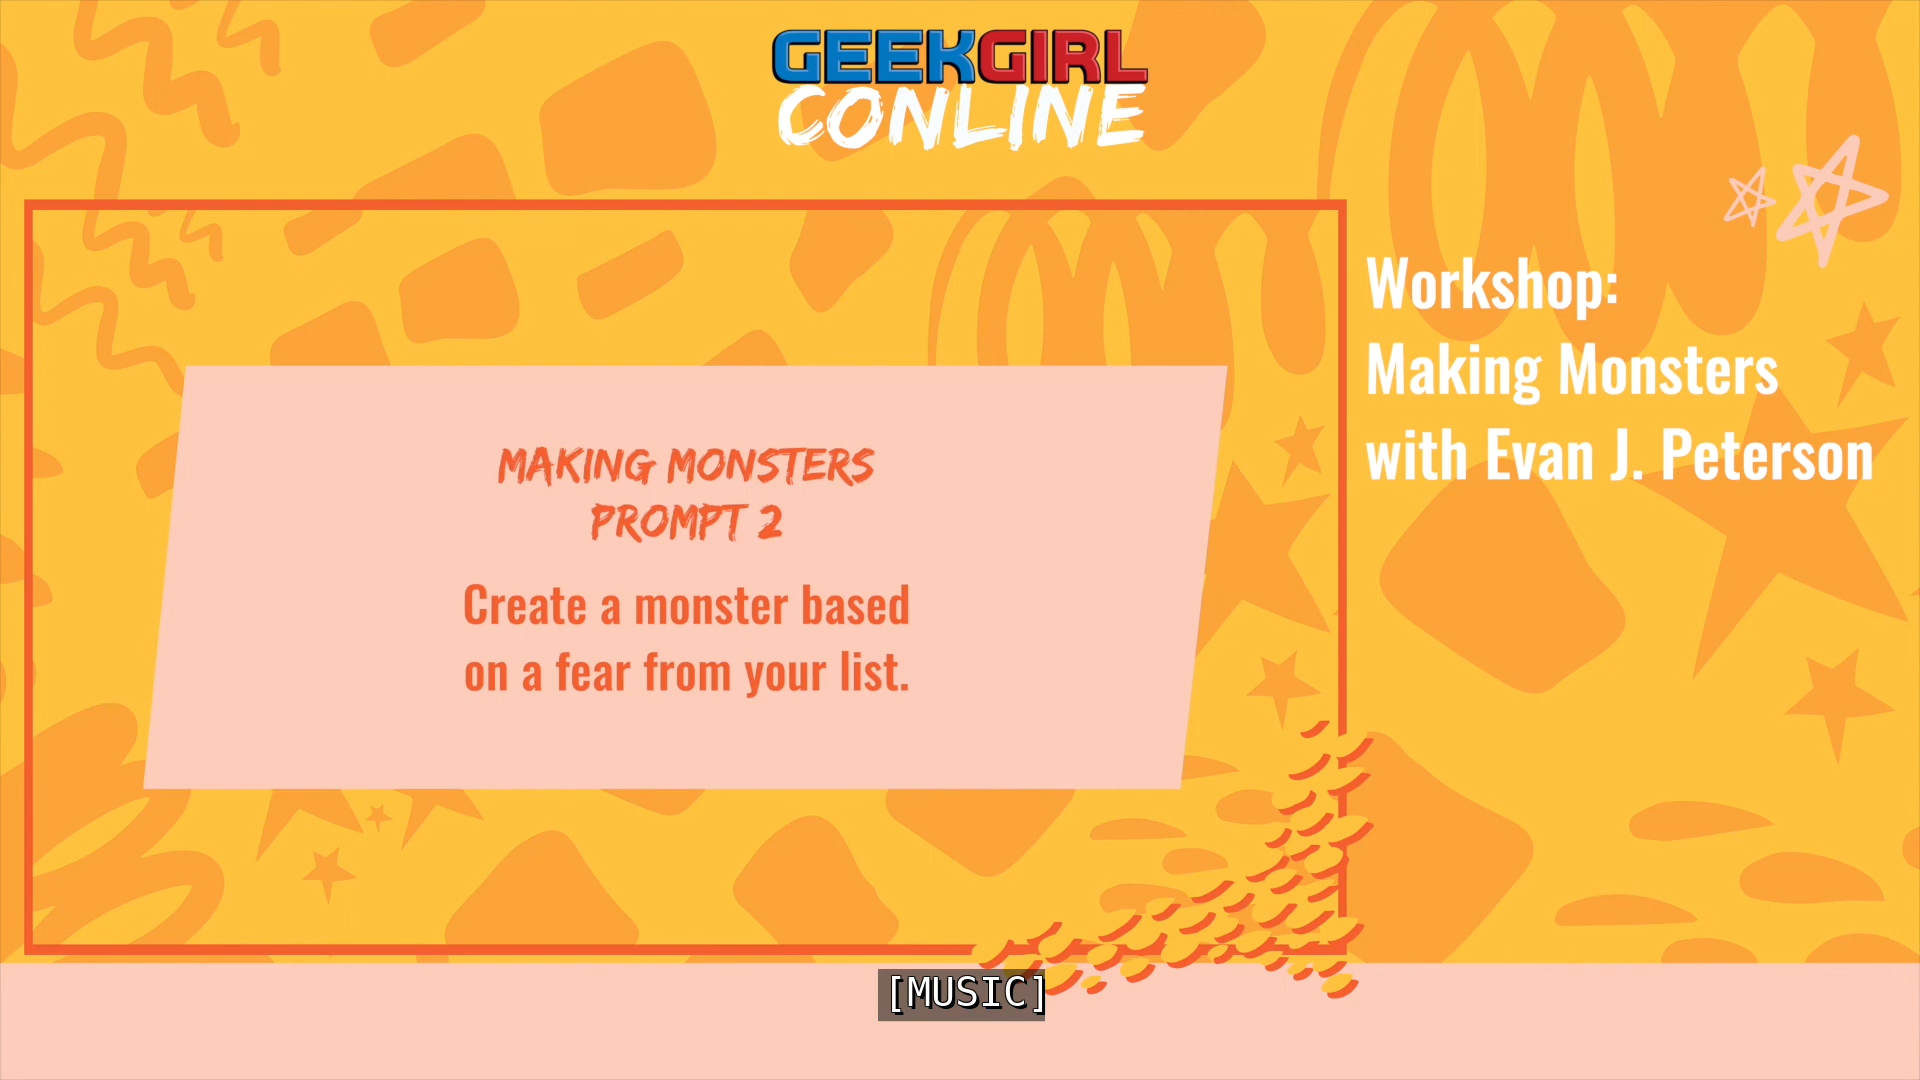 GEEKGIRL
CONLINE
Workshop:
Making Monsters
with Evan J. Peterson
MAKING MONSTERS
PROMPT 2
Create a monster based
on a fear from your list.
[MUSIC]